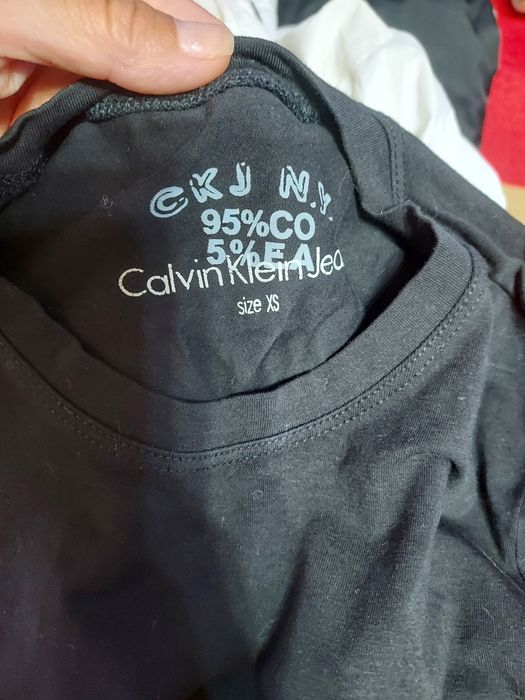 CKJ N.Y.
95%CO
5%EA
Calvin Klein Jea
size XS